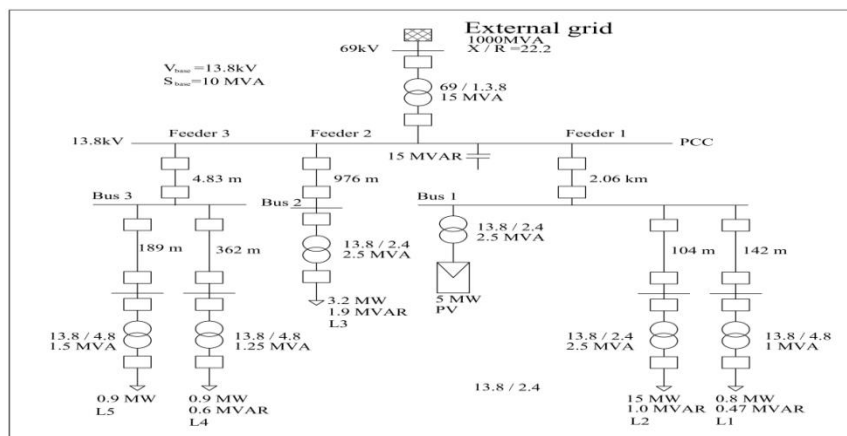 External grid
1000MVA
X / R =22.2
69kV
Vbase =13.8kV
Sbase =10 MVA
69 / 1.3.8
15 MVA
Feeder 3
Feeder 2
Feeder 1
13.8kV
15 MVAR
PCC
4.83 m
976 m
2.06 km
Bus 3
Bus 2
Bus 1
189 m
362 m
13.8 / 2.4
2.5 MVA
13.8 / 2.4
2.5 MVA
104 m
142 m
3.2 MW
1.9 MVAR
L3
5 MW
PV
13.8 / 4.8
1.5 MVA
13.8 / 4.8
1.25 MVA
13.8 / 2.4
2.5 MVA
13.8 / 4.8
1 MVA
0.9 MW
L5
0.9 MW
0.6 MVAR
L4
13.8 / 2.4
15 MW
1.0 MVAR
L2
0.8 MW
0.47 MVAR
L1